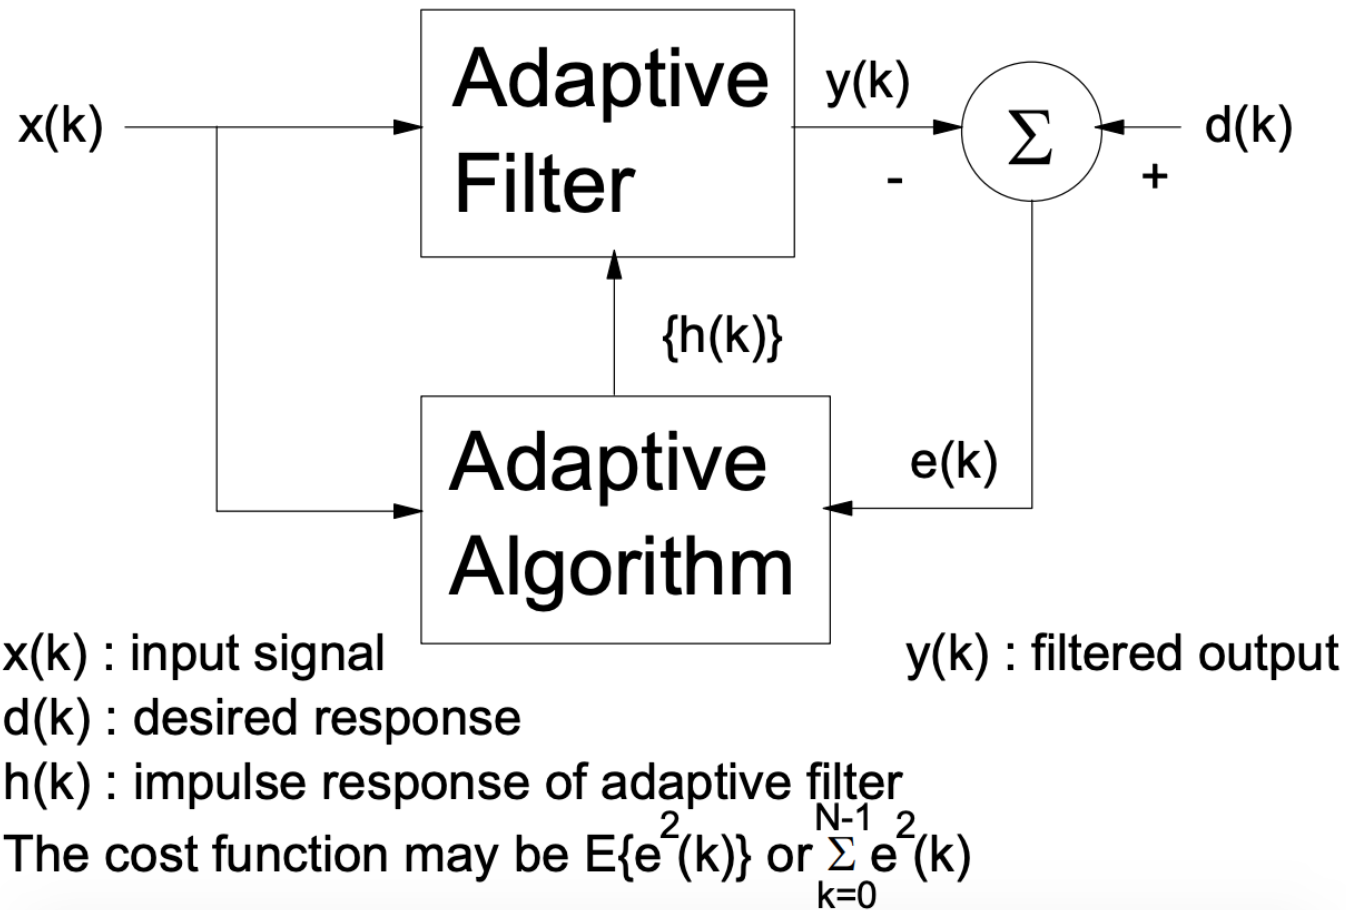 Adaptive
Filter
x(k)
y(k)
Σ
d(k)
-
+
{h(k)}
Adaptive
Algorithm
e(k)
x(k) : input signal
y(k) : filtered output
d(k) : desired response
h(k) : impulse response of adaptive filter
The cost function may be E{e²(k)} or N-1 Σ k=0 e²(k)